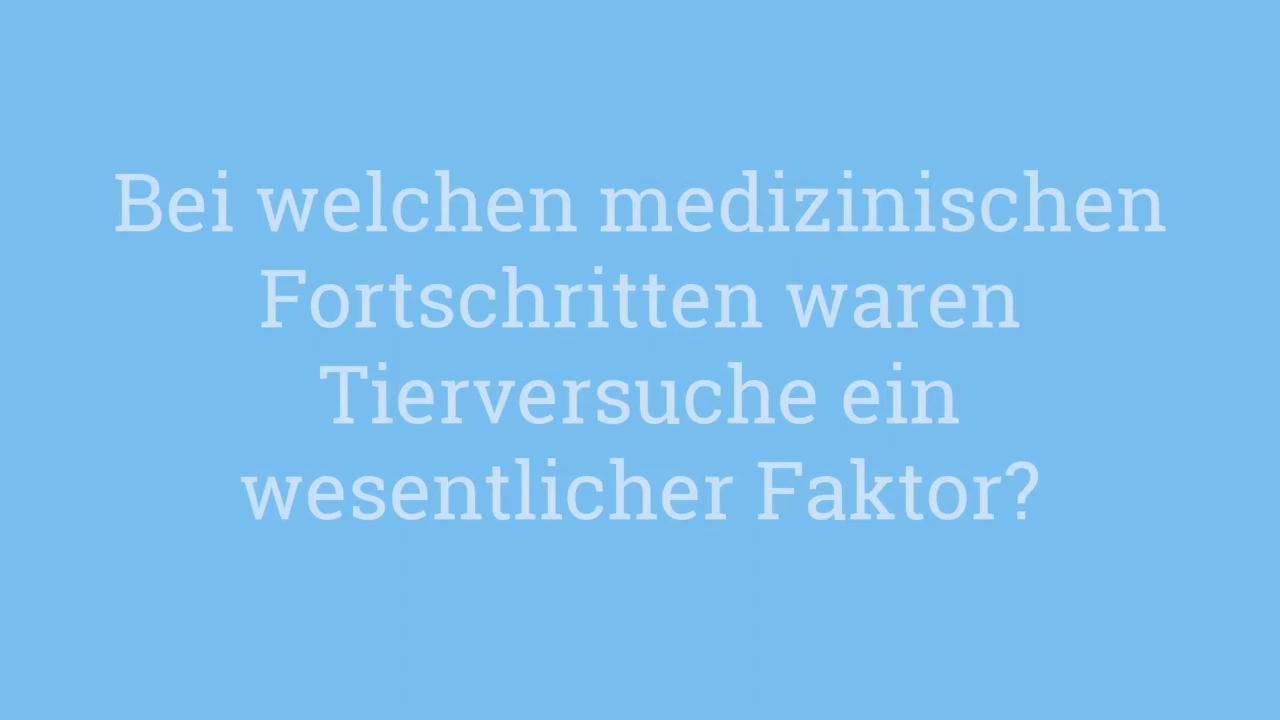 Bei welchen medizinischen
Fortschritten waren
Tierversuche ein
wesentlicher Faktor?